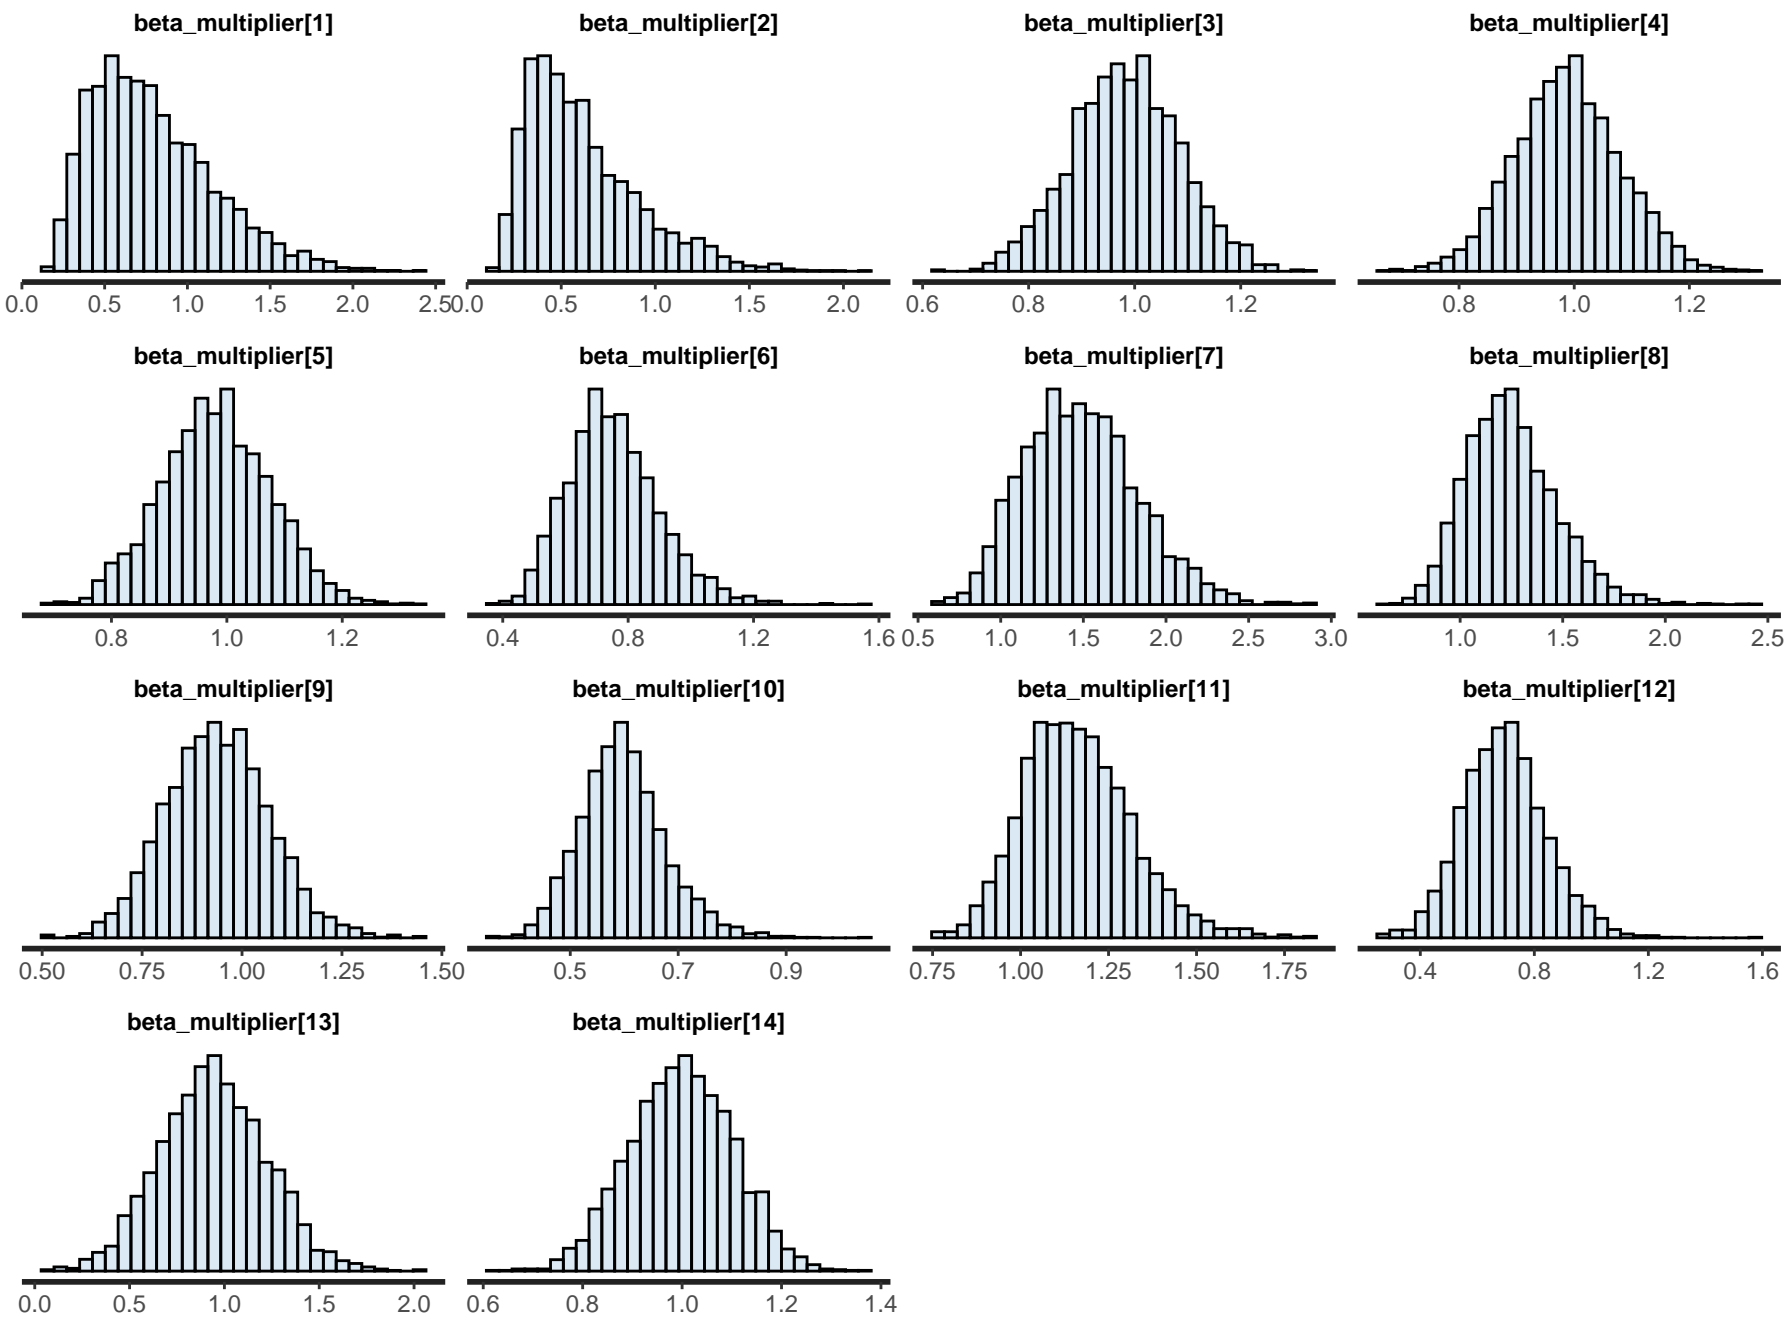 beta_multiplier[1] beta_multiplier[2] beta_multiplier[3] beta_multiplier[4]
0.0 0.5 1.0 1.5 2.0 2.5 0.0 0.5 1.0 1.5 2.0 0.6 0.8 1.0 1.2 0.8 1.0 1.2
beta_multiplier[5] beta_multiplier[6] beta_multiplier[7] beta_multiplier[8]
0.8 1.0 1.2 0.4 0.8 1.2 1.6 0.5 1.0 1.5 2.0 2.5 3.0 1.0 1.5 2.0 2.5
beta_multiplier[9] beta_multiplier[10] beta_multiplier[11] beta_multiplier[12]
0.50 0.75 1.00 1.25 1.50 0.5 0.7 0.9 0.75 1.00 1.25 1.50 1.75 0.4 0.8 1.2 1.6
beta_multiplier[13] beta_multiplier[14]
0.0 0.5 1.0 1.5 2.0 0.6 0.8 1.0 1.2 1.4